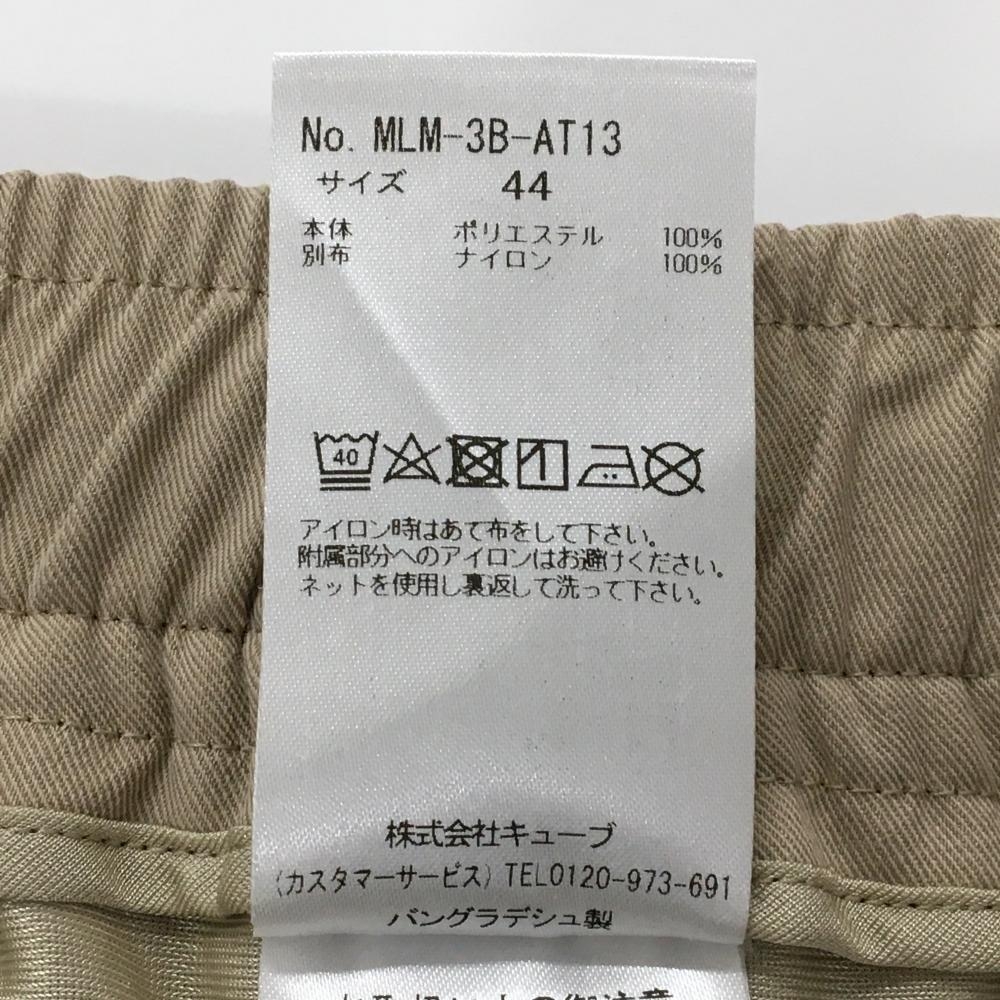 No. MLM-3B-AT13
サイズ 44
本体 ポリエステル 100%
別布 ナイロン 100%
40
アイロン時はあて布をして下さい。
附属部分へのアイロンはお避けください。
ネットを使用し裏返して洗って下さい。
株式会社キューブ
(カスタマーサービス) TEL0120-973-691
バングラデシュ製